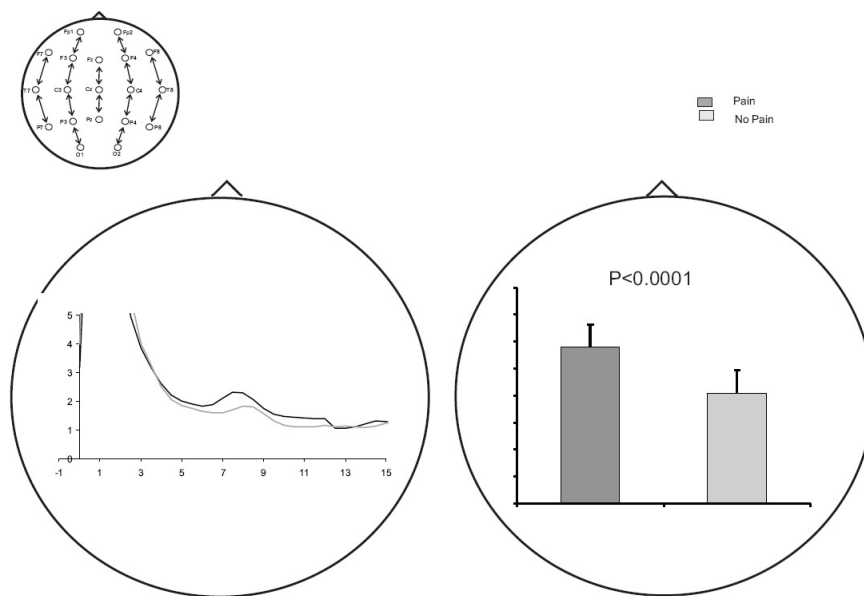 Fp1 Fp2
F7 F3 Fz F4 F8
T7 C3 Cz C4 T8
P7 P3 Pz P4 P8
O1 O2
Pain
No Pain
5
4
3
2
1
0
-1 1 3 5 7 9 11 13 15
P<0.0001